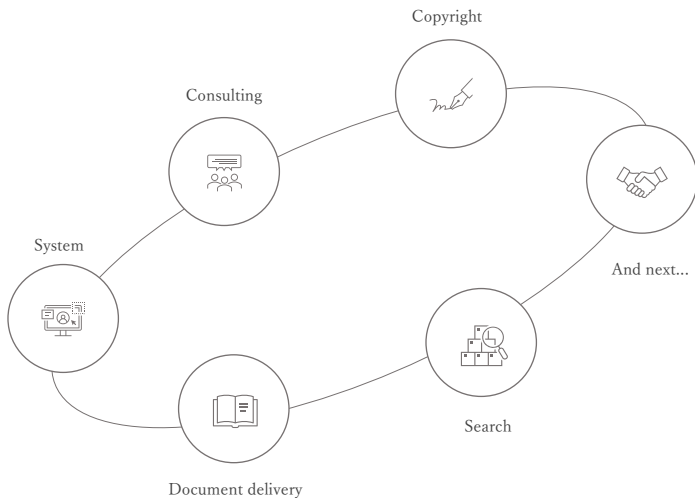 Copyright
Consulting
System
And next...
Search
Document delivery